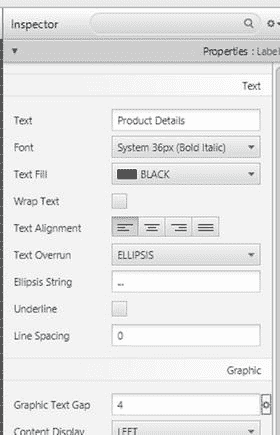 Inspector
Properties : Label
Text
Text Product Details
Font System 36px (Bold Italic)
Text Fill BLACK
Wrap Text
Text Alignment
Text Overrun ELLIPSIS
Ellipsis String ...
Underline
Line Spacing 0
Graphic
Graphic Text Gap 4
Content Display LEFT